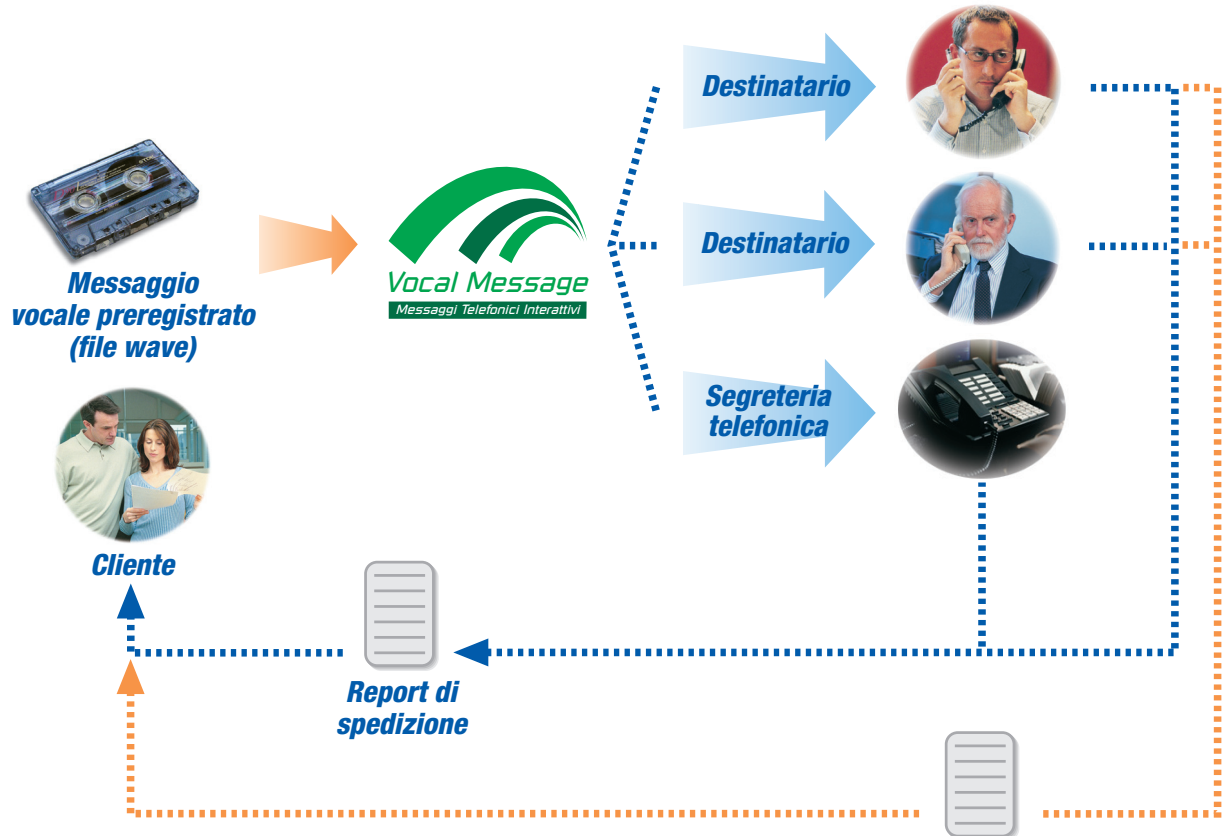 Destinatario
Destinatario
Messaggio
vocale preregistrato
(file wave)
Vocal Message
Messaggi Telefonici Interattivi
Segreteria
telefonica
Cliente
Report di
spedizione